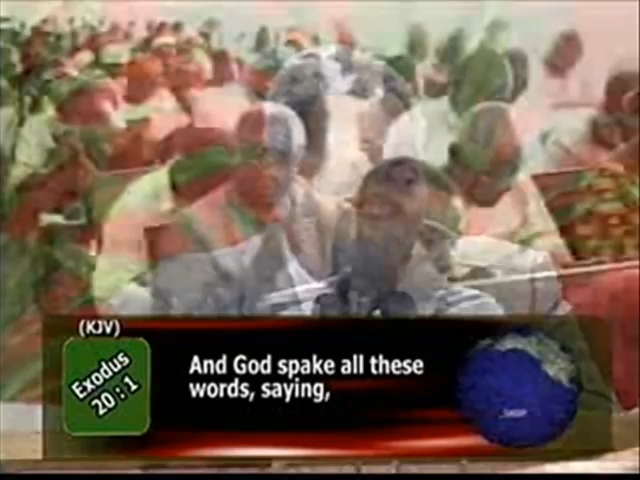 (KJV)
Exodus
20 : 1
And God spake all these
words, saying,